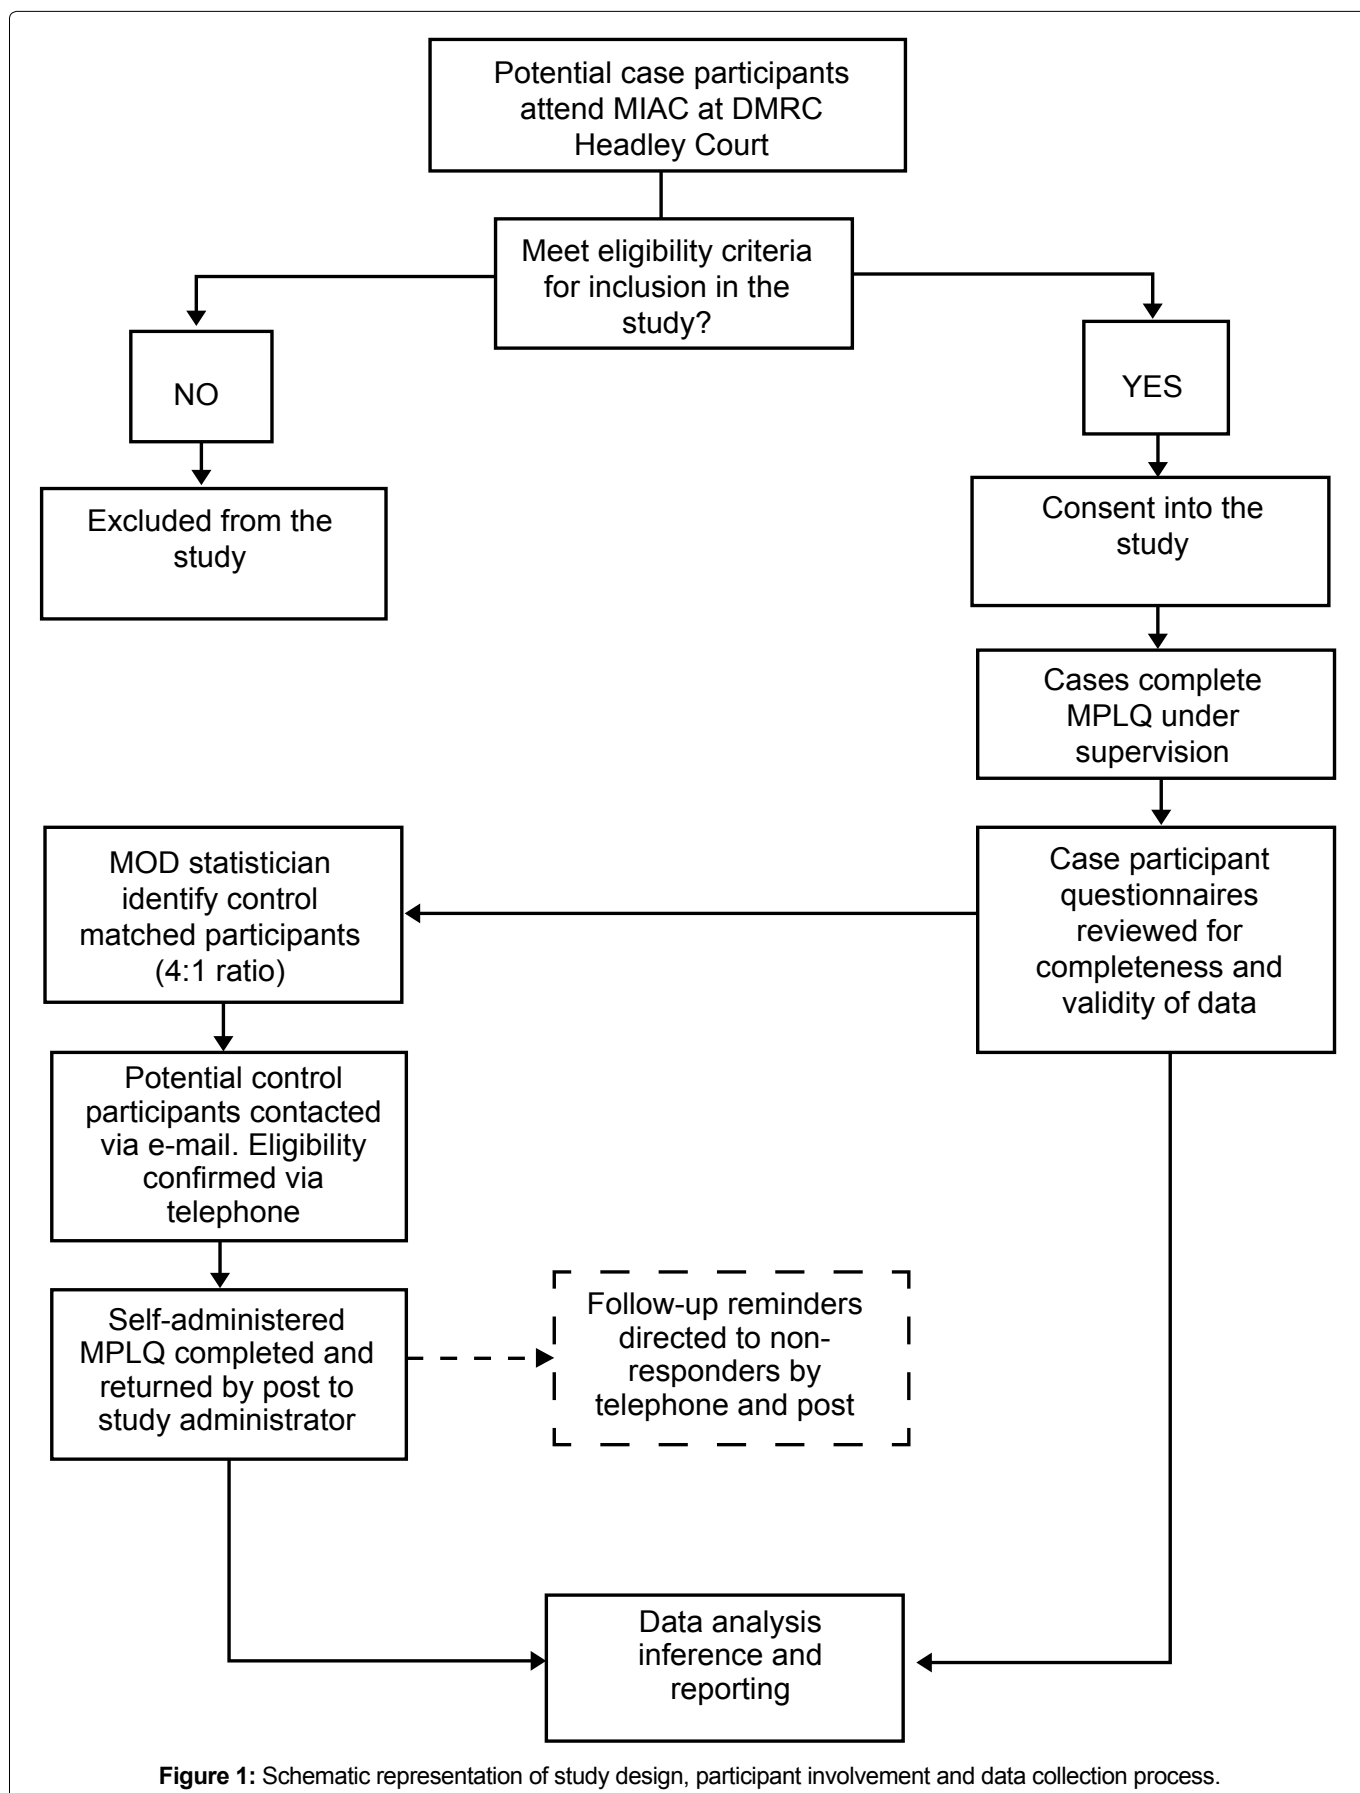 Potential case participants
attend MIAC at DMRC
Headley Court
Meet eligibility criteria
for inclusion in the
study?
NO
YES
Excluded from the
study
Consent into the
study
Cases complete
MPLQ under
supervision
MOD statistician
identify control
matched participants
(4:1 ratio)
Case participant
questionnaires
reviewed for
completeness and
validity of data
Potential control
participants contacted
via e-mail. Eligibility
confirmed via
telephone
Self-administered
MPLQ completed and
returned by post to
study administrator
Follow-up reminders
directed to non-
responders by
telephone and post
Data analysis
inference and
reporting
Figure 1: Schematic representation of study design, participant involvement and data collection process.